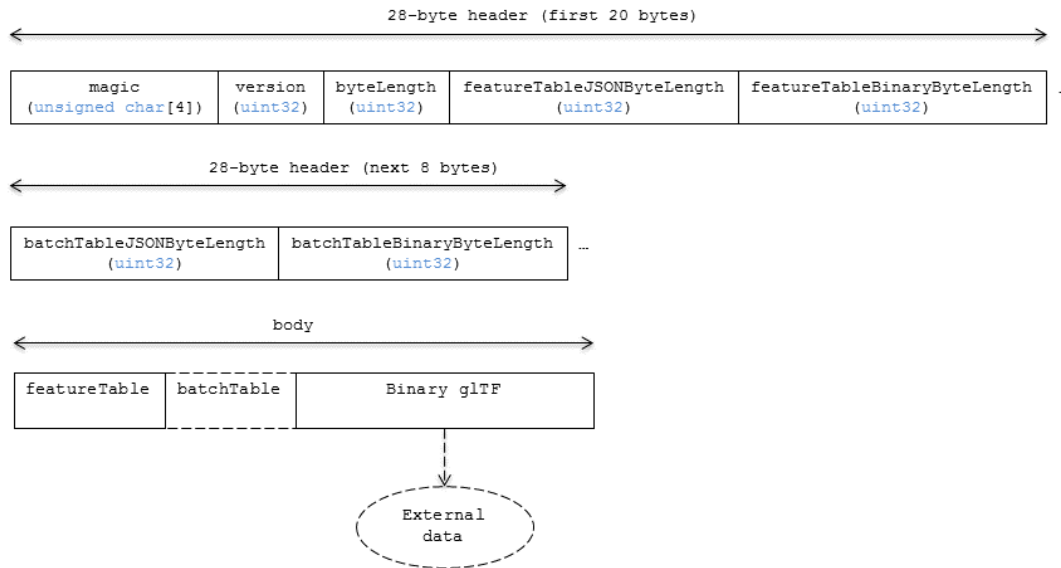 28-byte header (first 20 bytes)
magic version byteLength featureTableJSONByteLength featureTableBinaryByteLength …
(unsigned char[4]) (uint32) (uint32) (uint32) (uint32)
28-byte header (next 8 bytes)
batchTableJSONByteLength batchTableBinaryByteLength …
(uint32) (uint32)
body
featureTable batchTable Binary glTF
External
data